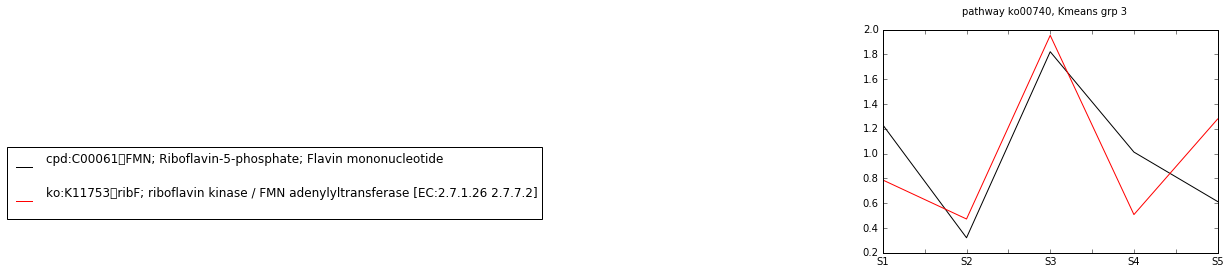 pathway ko00740, Kmeans grp 3
2.0
1.8
1.6
1.4
1.2
1.0
0.8
0.6
0.4
0.2
S1 S2 S3 S4 S5
cpd:C00061▯FMN; Riboflavin-5-phosphate; Flavin mononucleotide
ko:K11753▯ribF; riboflavin kinase / FMN adenylyltransferase [EC:2.7.1.26 2.7.7.2]